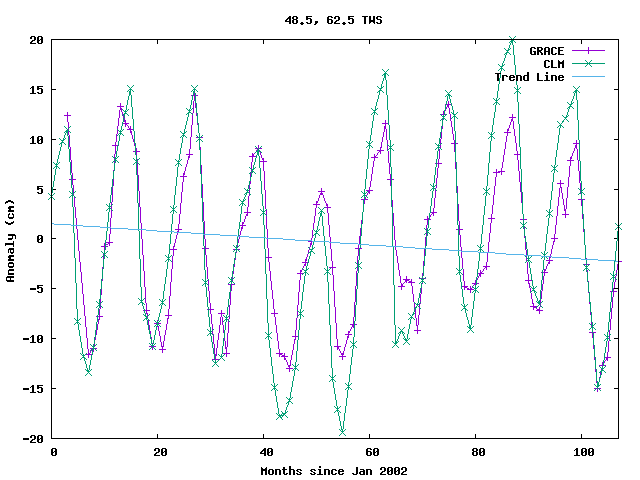 48.5, 62.5 TWS
GRACE
CLM
Trend Line
20
15
10
5
0
-5
-10
-15
-20
Anomaly (cm)
0 20 40 60 80 100
Months since Jan 2002